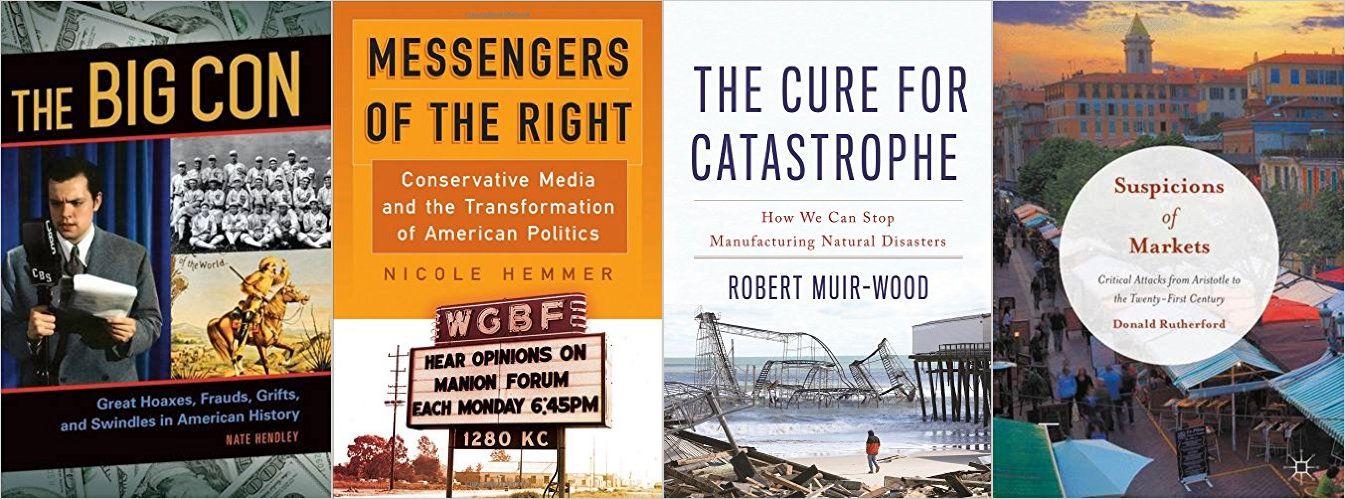 THE BIG CON
CBS
of the World
Great Hoaxes, Frauds, Grifts,
and Swindles in American History
NATE HENDLEY
MESSENGERS
OF THE RIGHT
Conservative Media
and the Transformation
of American Politics
NICOLE HEMMER
WGBF
HEAR OPINIONS ON
MANION FORUM
EACH MONDAY 6:45PM
1280 KC
THE CURE FOR
CATASTROPHE
How We Can Stop
Manufacturing Natural Disasters
ROBERT MUIR-WOOD
Suspicions
of
Markets
Critical Attacks from Aristotle to
the Twenty-First Century
Donald Rutherford